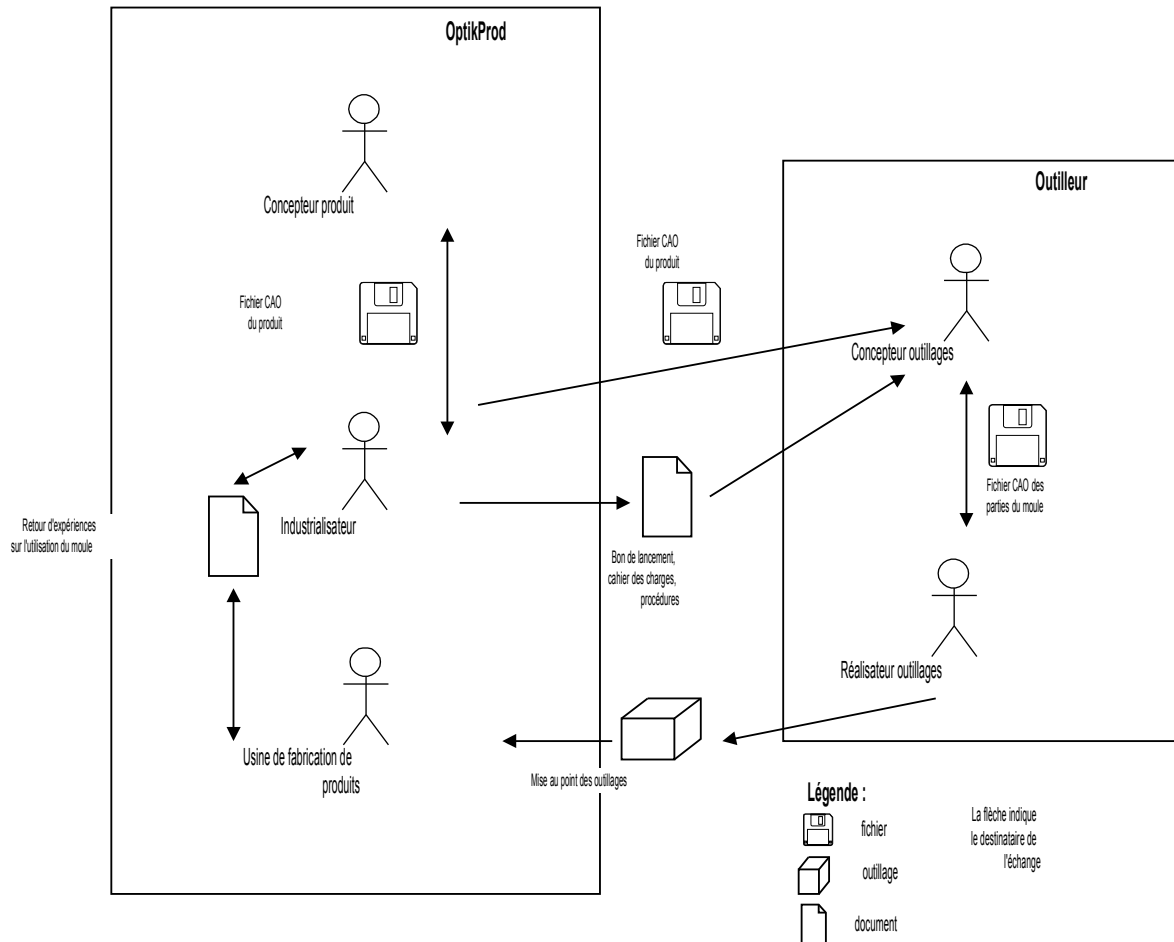 OptikProd
Concepteur produit
Outilleur
Fichier CAO
du produit
Fichier CAO
du produit
Concepteur outillages
Fichier CAO des
parties du moule
Retour d'expériences
sur l'utilisation du moule
Industrialisateur
Bon de lancement,
cahier des charges,
procédures
Réalisateur outillages
Usine de fabrication de
produits
Mise au point des outillages
Légende :
fichier
outillage
document
La flèche indique
le destinataire de
l'échange